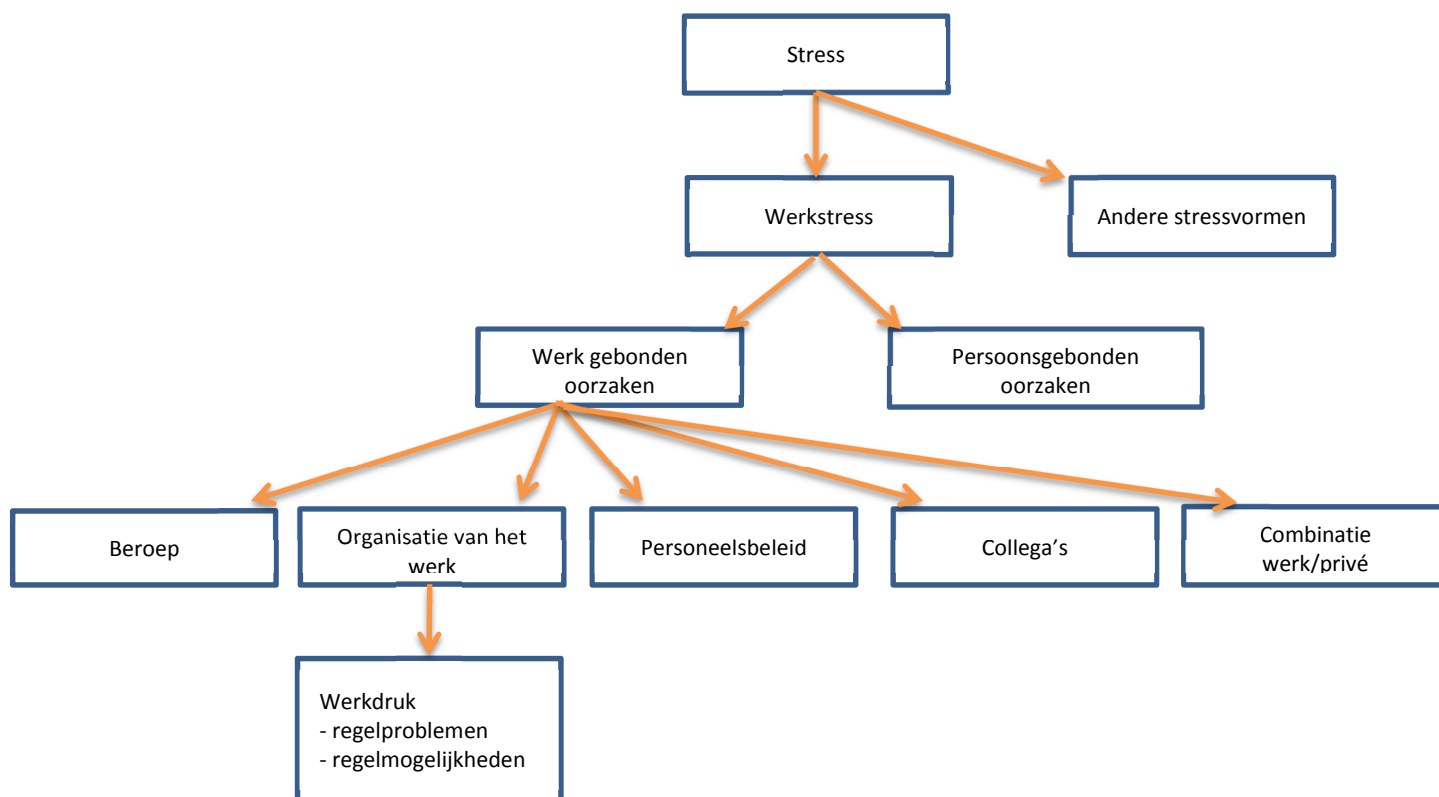 Stress
Werkstress
Andere stressvormen
Werk gebonden
oorzaken
Persoonsgebonden
oorzaken
Beroep
Organisatie van het
werk
Personeelsbeleid
Collega's
Combinatie
werk/privé
Werkdruk
- regelproblemen
- regelmogelijkheden